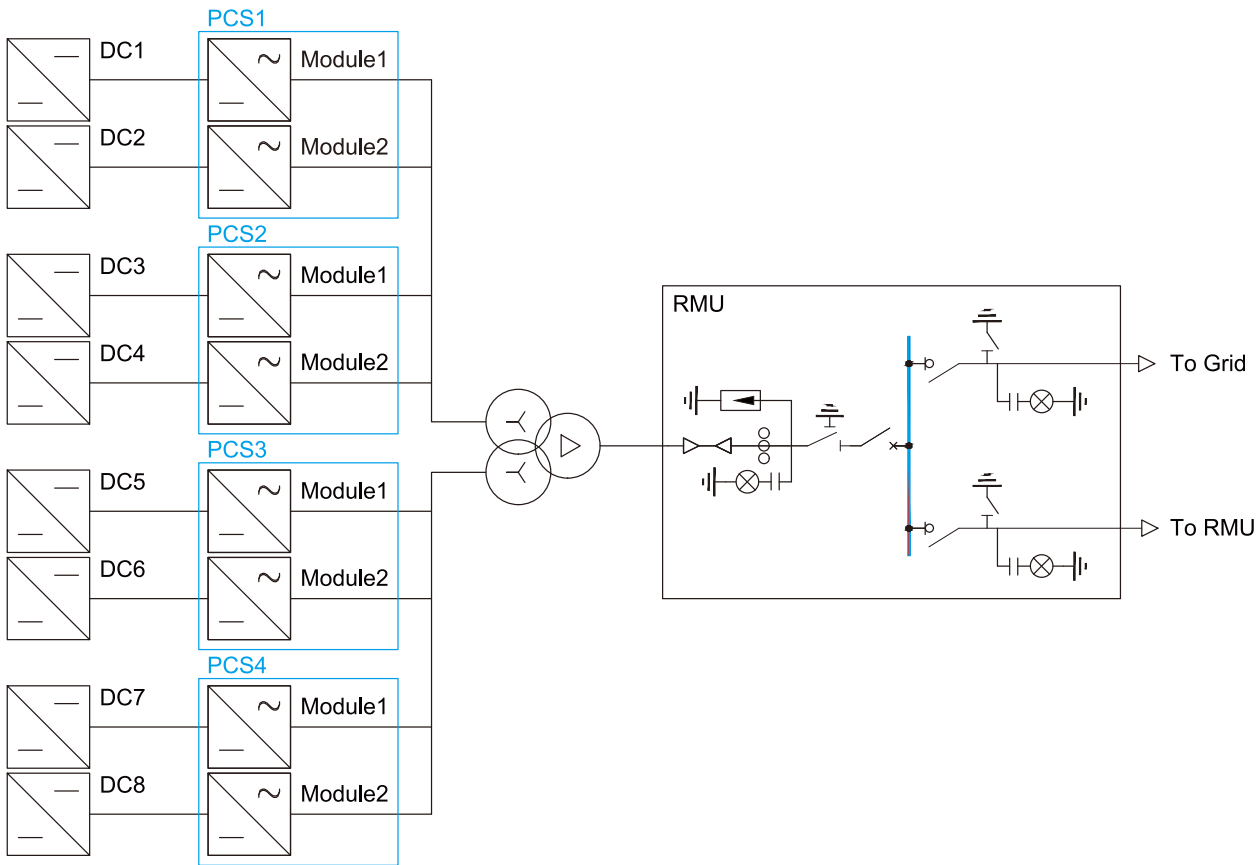 PCS1
DC1
Module1
DC2
Module2
PCS2
DC3
Module1
DC4
Module2
PCS3
DC5
Module1
DC6
Module2
PCS4
DC7
Module1
DC8
Module2
RMU
To Grid
To RMU